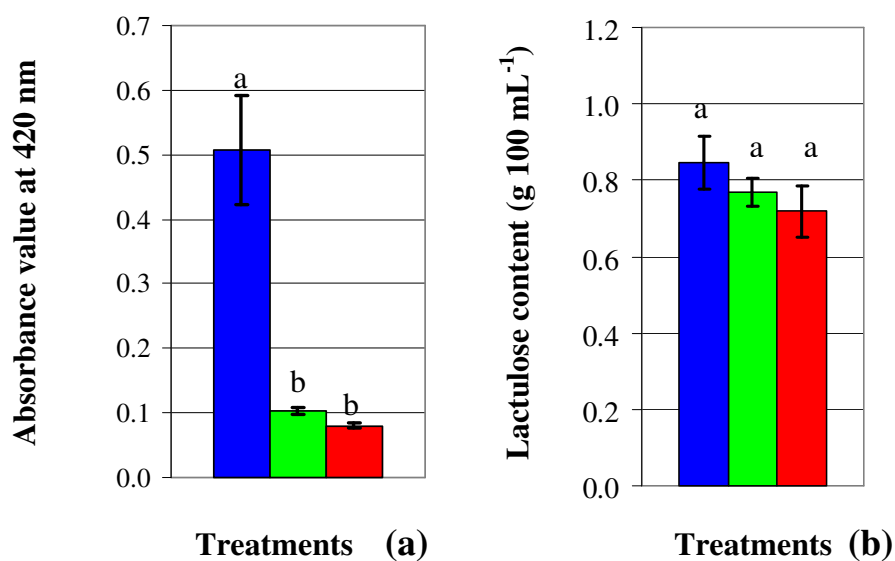 Absorbance value at 420 nm
0.7
0.6
0.5
0.4
0.3
0.2
0.1
0.0
a
b
b
Treatments (a)
Lactulose content (g 100 mL⁻¹)
1.2
1.0
0.8
0.6
0.4
0.2
0.0
a
a
a
Treatments (b)